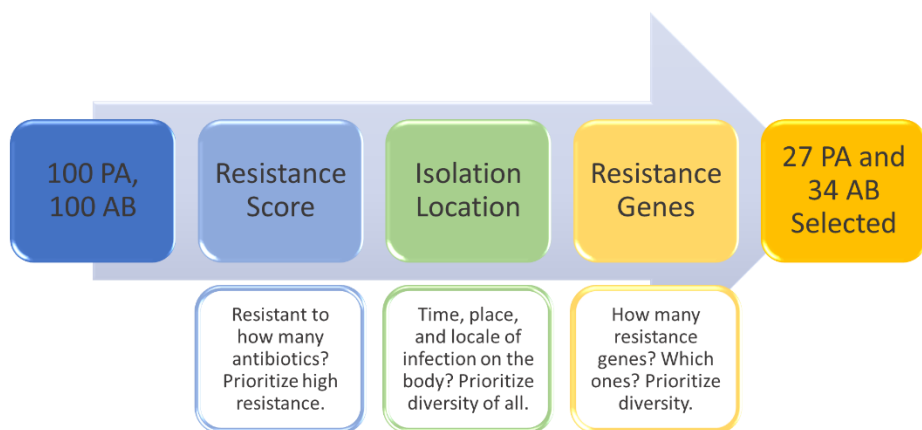 100 PA,
100 AB
Resistance
Score
Isolation
Location
Resistance
Genes
27 PA and
34 AB
Selected
Resistant to
how many
antibiotics?
Prioritize high
resistance.
Time, place,
and locale of
infection on the
body? Prioritize
diversity of all.
How many
resistance
genes? Which
ones? Prioritize
diversity.